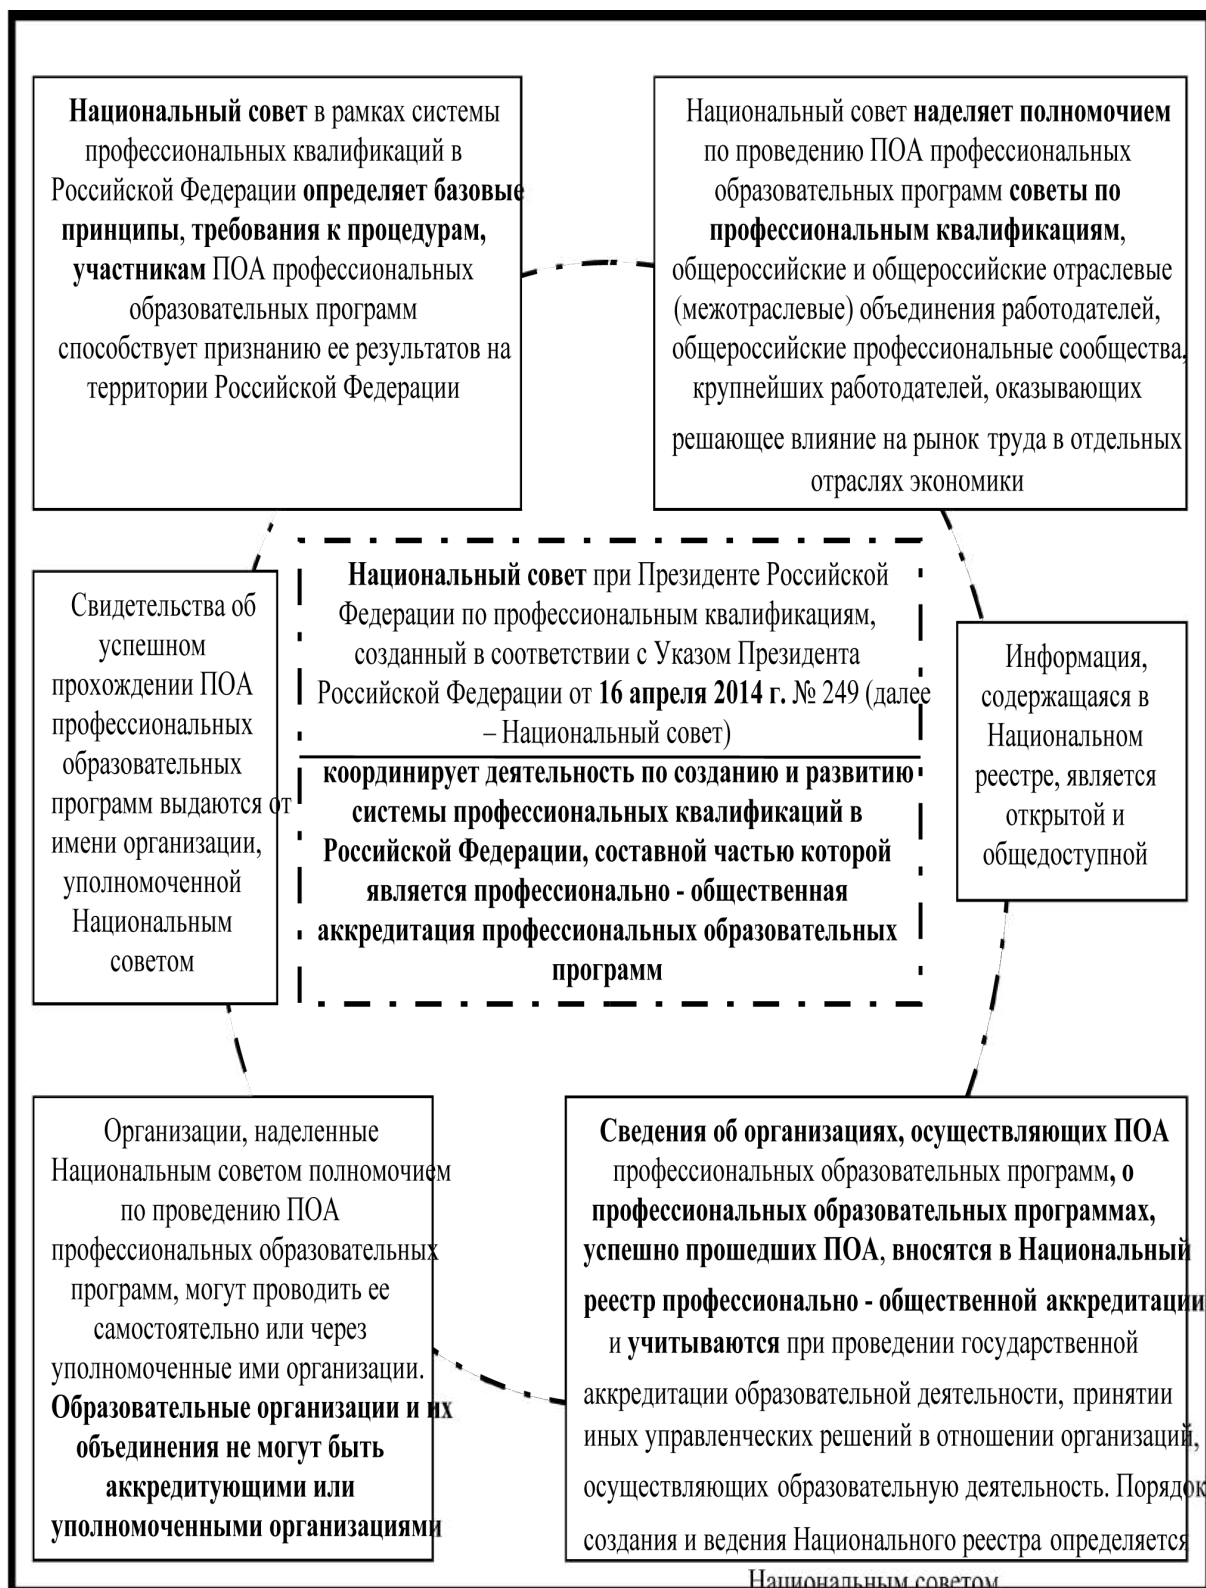 Национальный совет в рамках системы
профессиональных квалификаций в
Российской Федерации определяет базовые
принципы, требования к процедурам,
участникам ПОА профессиональных
образовательных программ
способствует признанию ее результатов на
территории Российской Федерации
Национальный совет наделяет полномочием
по проведению ПОА профессиональных
образовательных программ советы по
профессиональным квалификациям,
общероссийские и общероссийские отраслевые
(межотраслевые) объединения работодателей,
общероссийские профессиональные сообщества,
крупнейших работодателей, оказывающих
решающее влияние на рынок труда в отдельных
отраслях экономики
Свидетельства об
успешном
прохождении ПОА
профессиональных
образовательных
программ выдаются от
имени организации,
уполномоченной
Национальным
советом
Национальный совет при Президенте Российской
Федерации по профессиональным квалификациям,
созданный в соответствии с Указом Президента
Российской Федерации от 16 апреля 2014 г. № 249 (далее
– Национальный совет)
координирует деятельность по созданию и развитию
системы профессиональных квалификаций в
Российской Федерации, составной частью которой
является профессионально - общественная
аккредитация профессиональных образовательных
программ
Информация,
содержащаяся в
Национальном
реестре, является
открытой и
общедоступной
Организации, наделенные
Национальным советом полномочием
по проведению ПОА
профессиональных образовательных
программ, могут проводить ее
самостоятельно или через
уполномоченные ими организации.
Образовательные организации и их
объединения не могут быть
аккредитующими или
уполномоченными организациями
Сведения об организациях, осуществляющих ПОА
профессиональных образовательных программ, о
профессиональных образовательных программах,
успешно прошедших ПОА, вносятся в Национальный
реестр профессионально - общественной аккредитации
и учитываются при проведении государственной
аккредитации образовательной деятельности, принятии
иных управленческих решений в отношении организаций,
осуществляющих образовательную деятельность. Порядок
создания и ведения Национального реестра определяется
Национальным советом